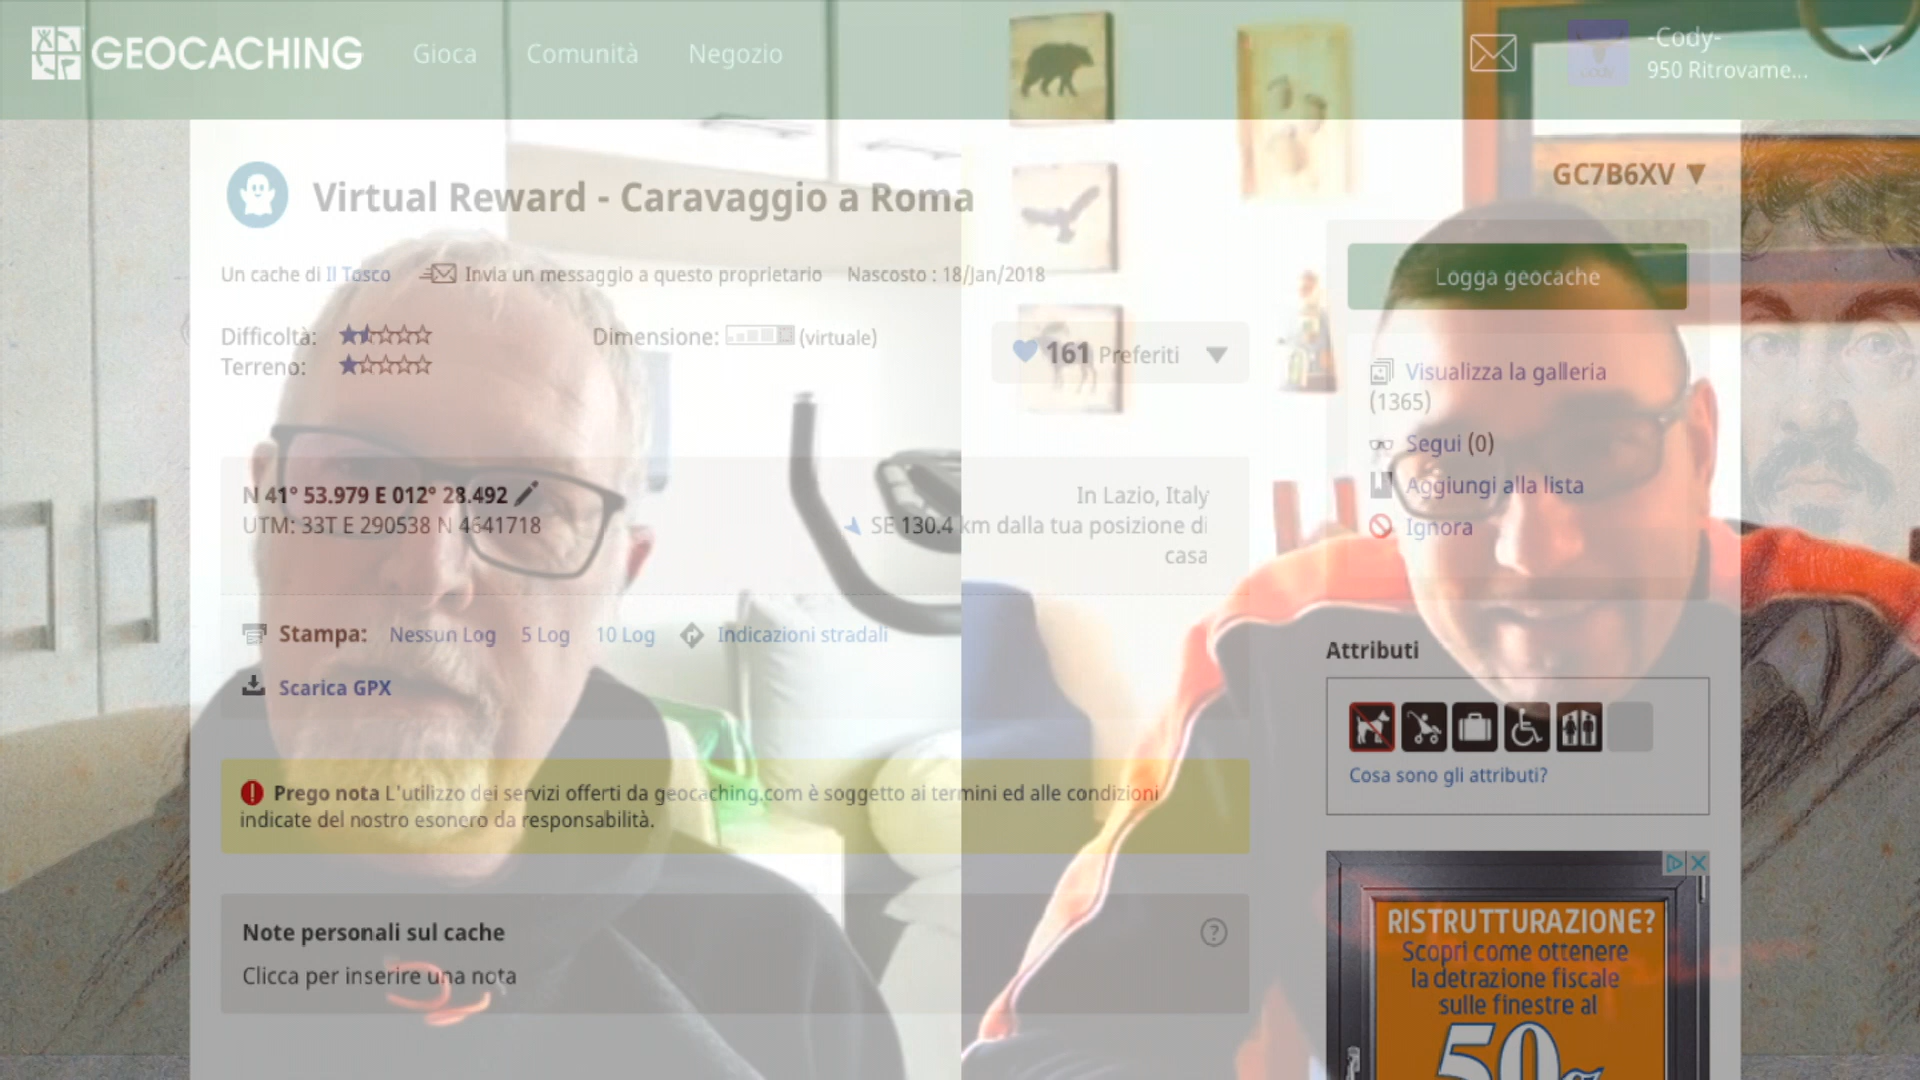 GEOCACHING
Gioca
Comunità
Negozio
-Cody-
950 Ritrovame...
Virtual Reward - Caravaggio a Roma
GC7B6XV
Un cache di Il Tosco
Invia un messaggio a questo proprietario
Nascosto : 18/Jan/2018
Logga geocache
Difficoltà:
Dimensione: (virtuale)
Terreno:
161 Preferiti
Visualizza la galleria
(1365)
Segui (0)
Aggiungi alla lista
Ignora
N 41° 53.979 E 012° 28.492
UTM: 33T E 290538 N 4641718
In Lazio, Italy
SE 130.4 km dalla tua posizione di
casa
Stampa: Nessun Log 5 Log 10 Log Indicazioni stradali
Scarica GPX
Attributi
Cosa sono gli attributi?
Prego nota L'utilizzo dei servizi offerti da geocaching.com è soggetto ai termini ed alle condizioni
indicate del nostro esonero da responsabilità.
Note personali sul cache
Clicca per inserire una nota
RISTRUTTURAZIONE?
Scopri come ottenere
la detrazione fiscale
sulle finestre al
50%